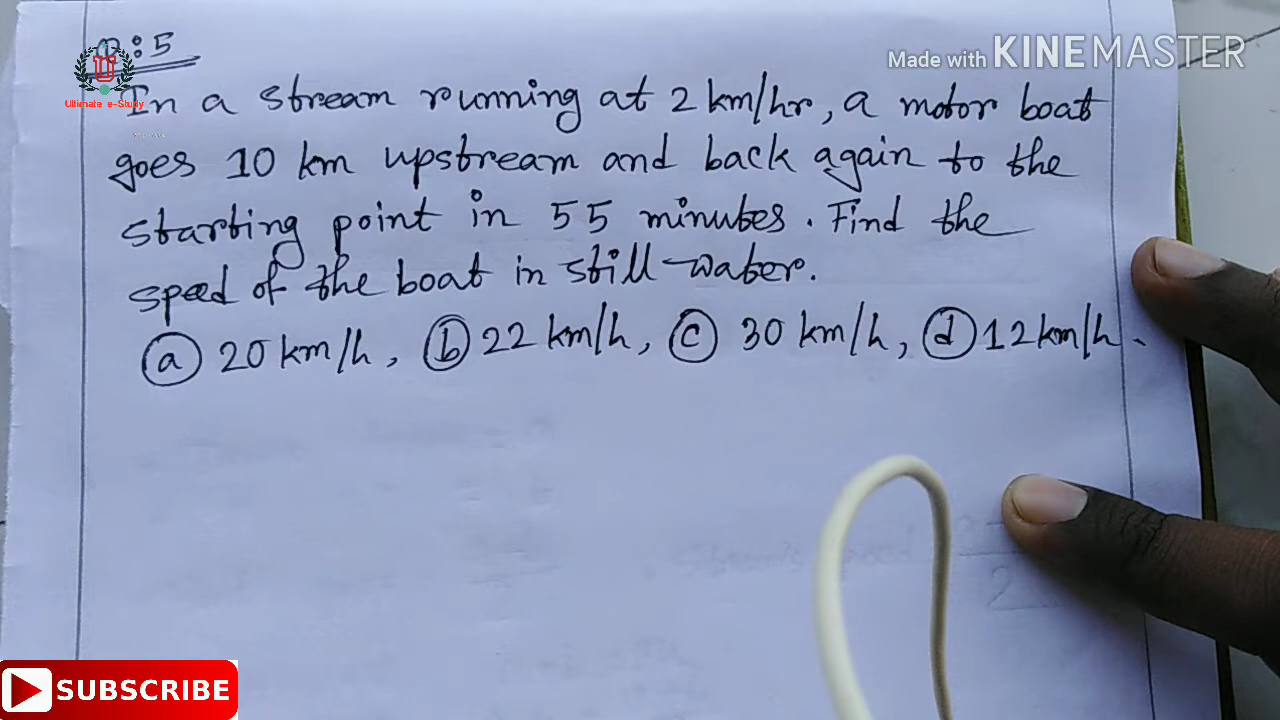 Made with KINEMASTER
:5
Ultimate e-Study
In a stream running at 2 km/hr, a motor boat
goes 10 km upstream and back again to the
starting point in 55 minutes. Find the
speed of the boat in still-water.
(a) 20 km/h, (b) 22 km/h, (c) 30 km/h, (d) 12 km/h.
2
SUBSCRIBE